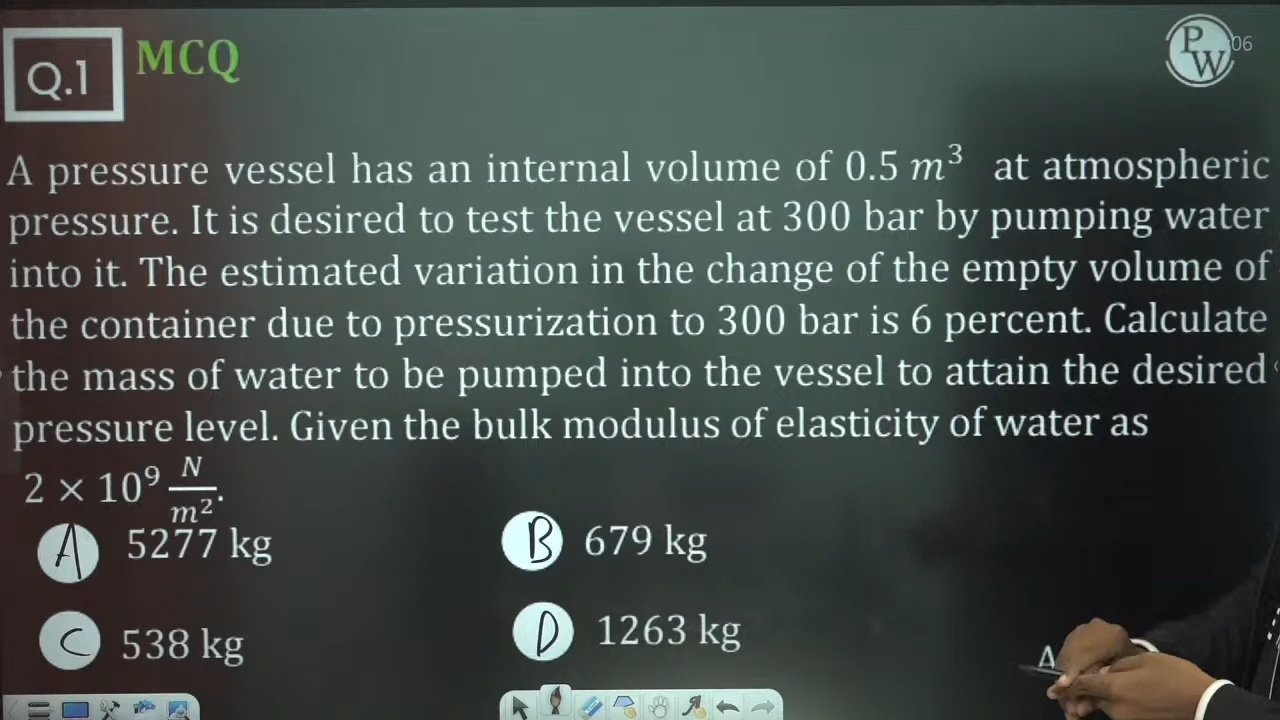 Q.1
MCQ
PW
06
A pressure vessel has an internal volume of 0.5 m³ at atmospheric
pressure. It is desired to test the vessel at 300 bar by pumping water
into it. The estimated variation in the change of the empty volume of
the container due to pressurization to 300 bar is 6 percent. Calculate
the mass of water to be pumped into the vessel to attain the desired
pressure level. Given the bulk modulus of elasticity of water as
2 × 10⁹ N/m².
A 5277 kg
B 679 kg
C 538 kg
D 1263 kg
A